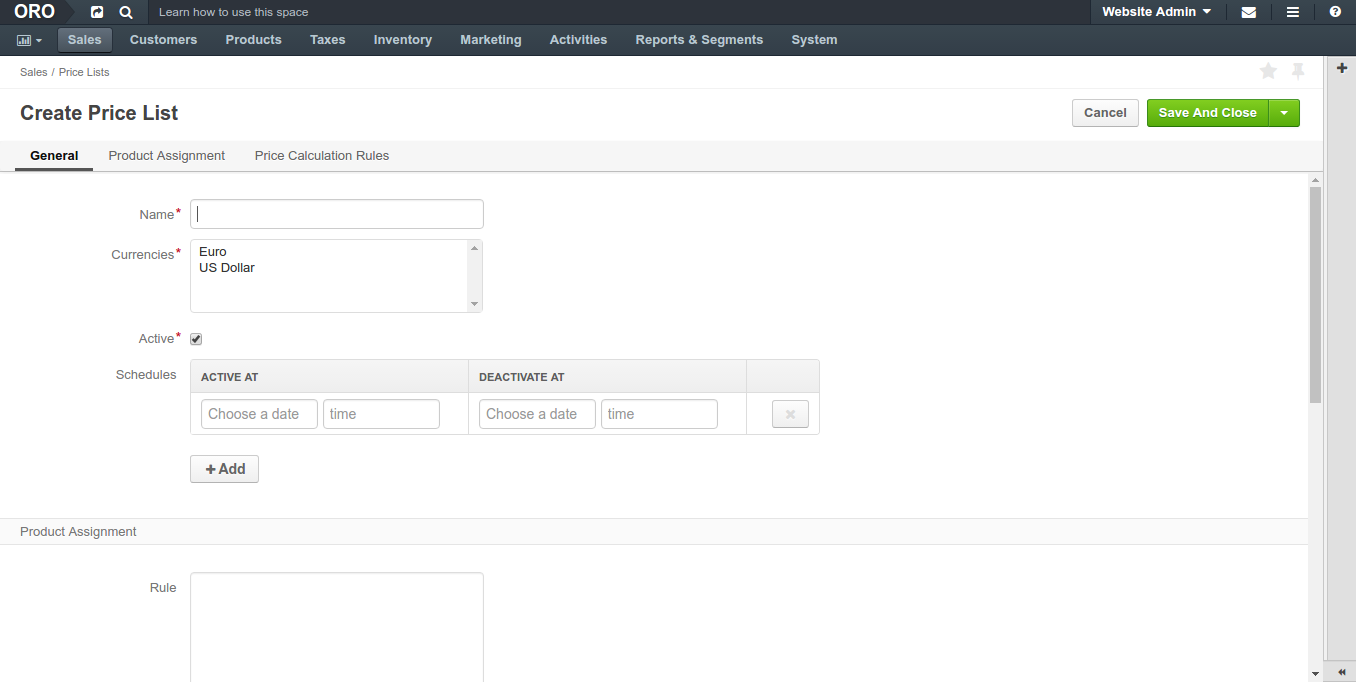 ORO Learn how to use this space Website Admin
Sales Customers Products Taxes Inventory Marketing Activities Reports & Segments System
Sales / Price Lists
Create Price List Cancel Save And Close
General Product Assignment Price Calculation Rules
Name*
Currencies* Euro
US Dollar
Active*
Schedules ACTIVE AT DEACTIVATE AT
Choose a date time Choose a date time
+ Add
Product Assignment
Rule